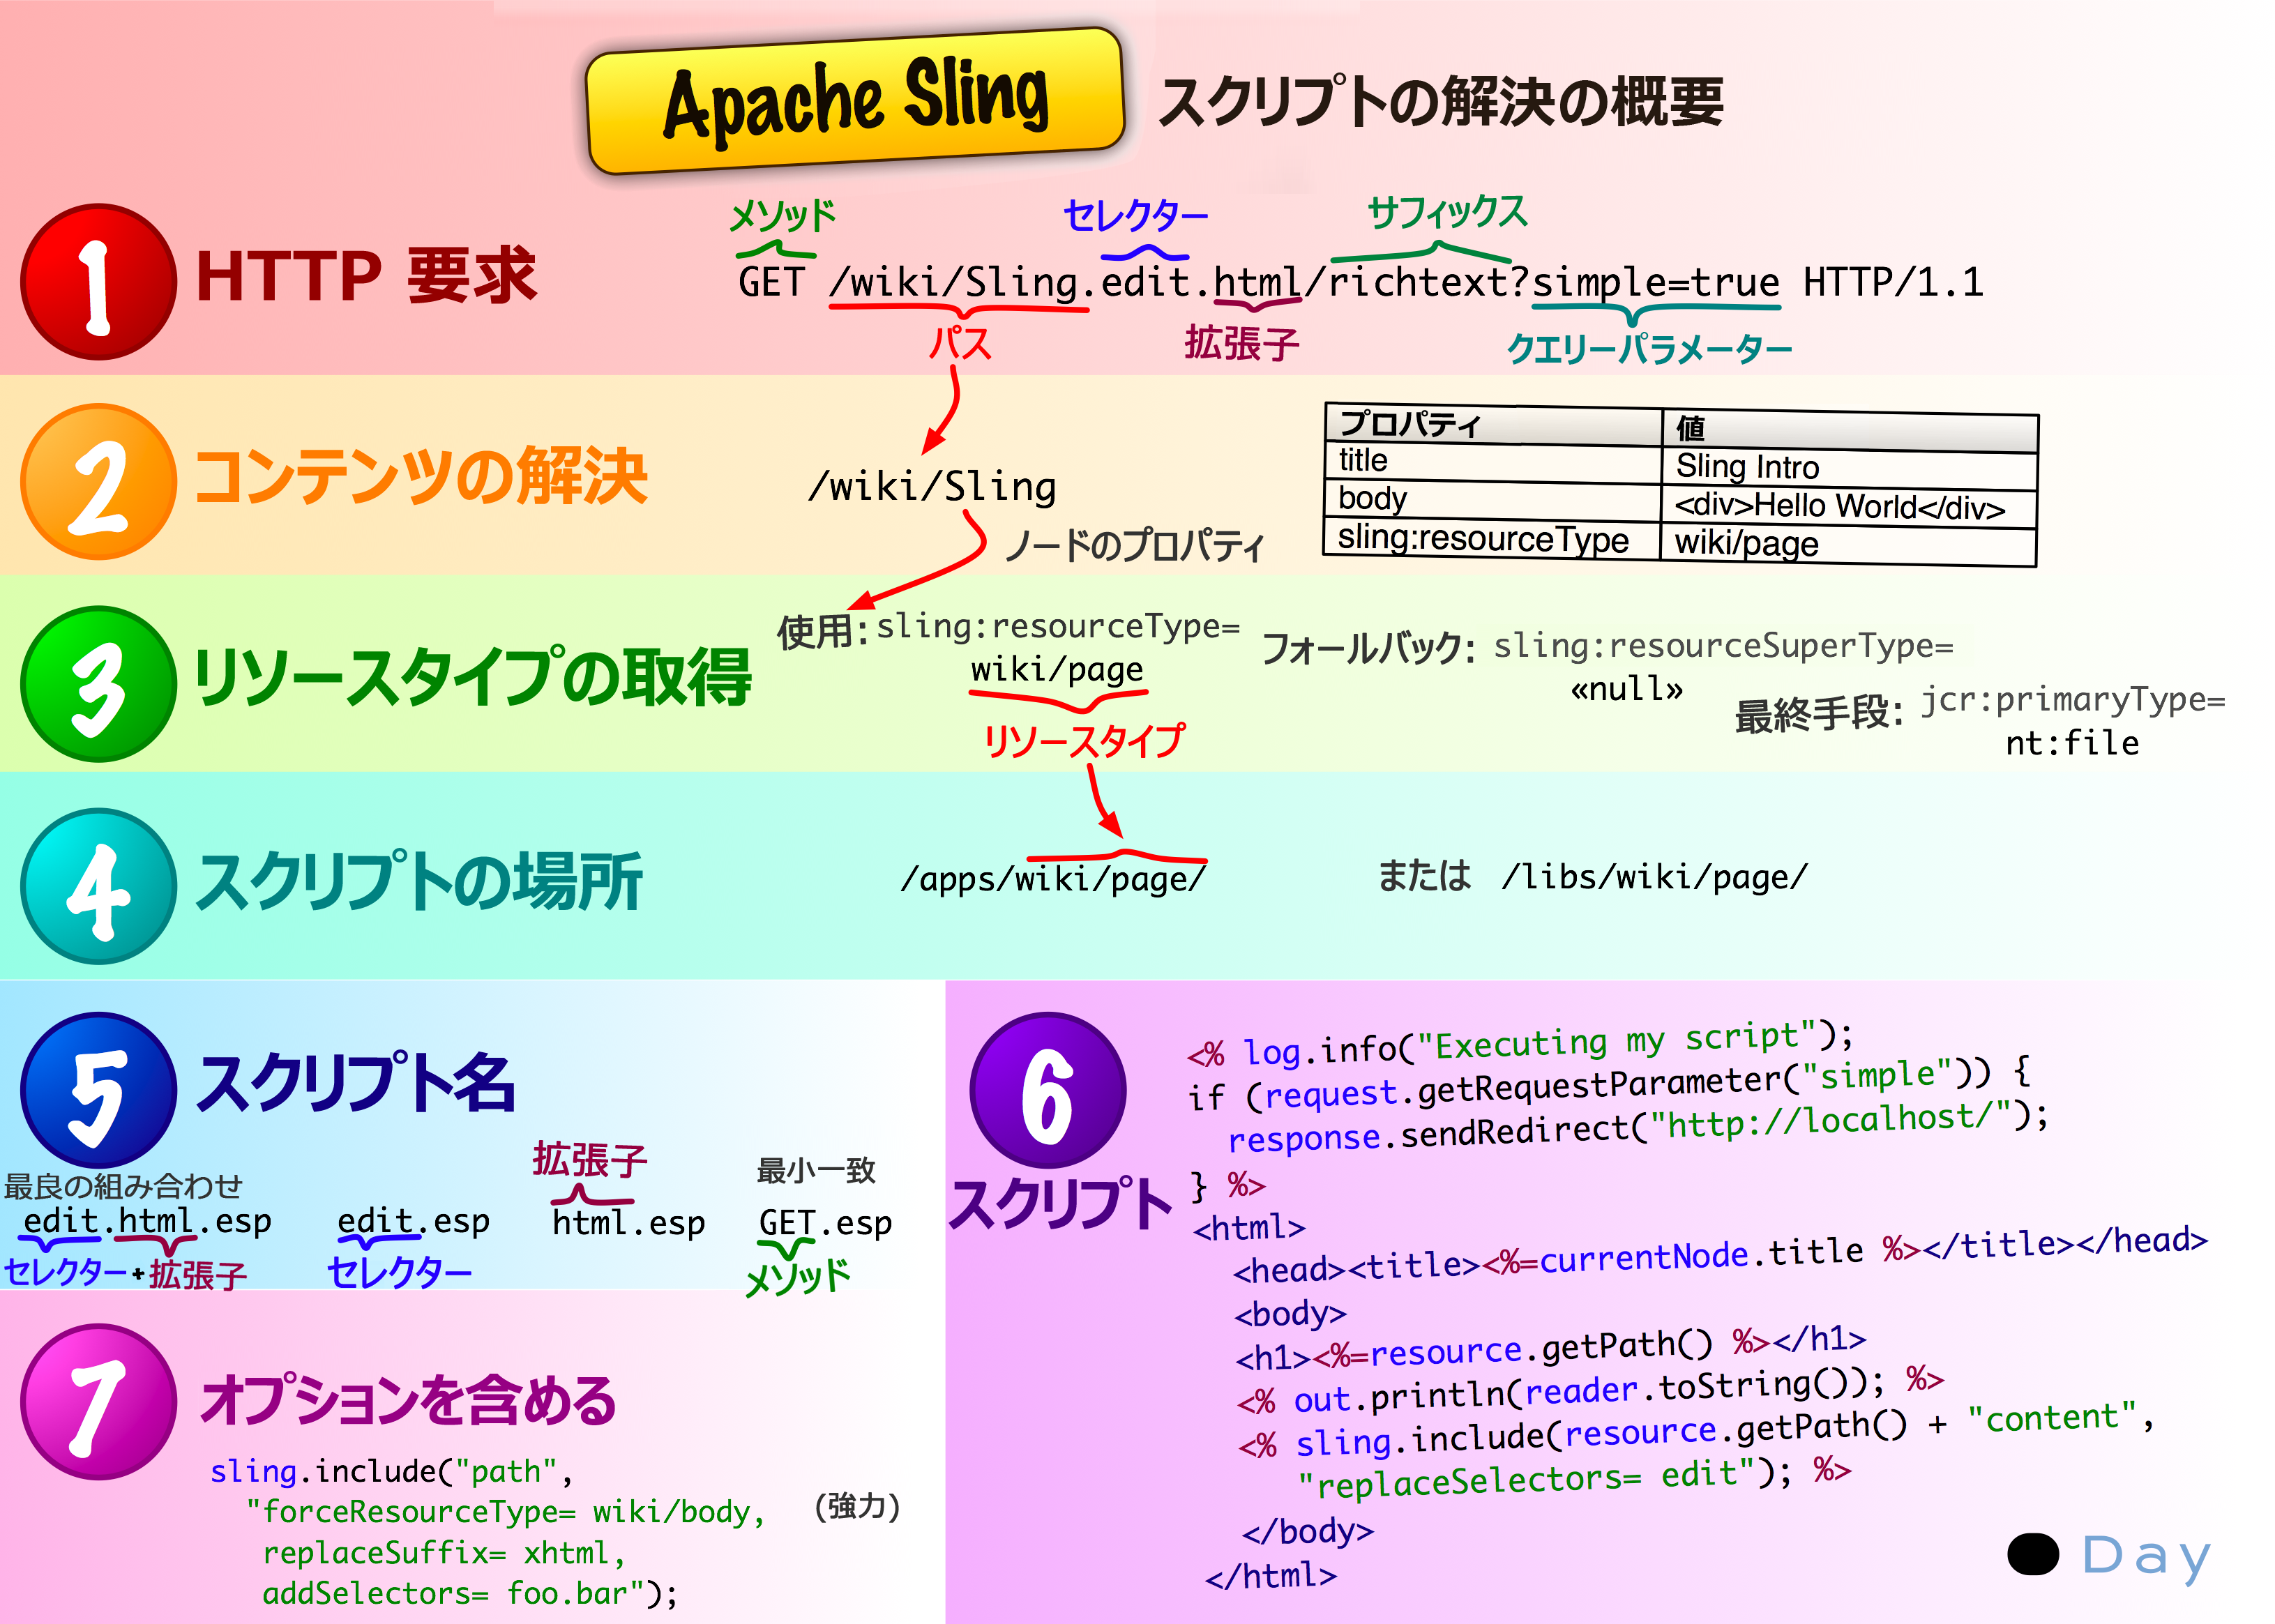 Apache Sling スクリプトの解決の概要
1 HTTP 要求
メソッド セレクター サフィックス
GET /wiki/Sling.edit.html/richtext?simple=true HTTP/1.1
パス 拡張子 クエリーパラメーター
2 コンテンツの解決
/wiki/Sling
ノードのプロパティ
プロパティ 値
title Sling Intro
body <div>Hello World</div>
sling:resourceType wiki/page
3 リソースタイプの取得
使用: sling:resourceType=
wiki/page
リソースタイプ
フォールバック: sling:resourceSuperType=
«null»
最終手段: jcr:primaryType=
nt:file
4 スクリプトの場所
/apps/wiki/page/ または /libs/wiki/page/
5 スクリプト名
最良の組み合わせ 拡張子 最小一致
edit.html.esp edit.esp html.esp GET.esp
セレクター+拡張子 セレクター メソッド
6 スクリプト
<% log.info("Executing my script");
if (request.getRequestParameter("simple")) {
response.sendRedirect("http://localhost/");
} %>
<html>
<head><title><%=currentNode.title %></title></head>
<body>
<h1><%=resource.getPath() %></h1>
<% out.println(reader.toString()); %>
<% sling.include(resource.getPath() + "content",
"replaceSelectors= edit"); %>
</body>
</html>
7 オプションを含める
sling.include("path",
"forceResourceType= wiki/body, (強力)
replaceSuffix= xhtml,
addSelectors= foo.bar");
Day